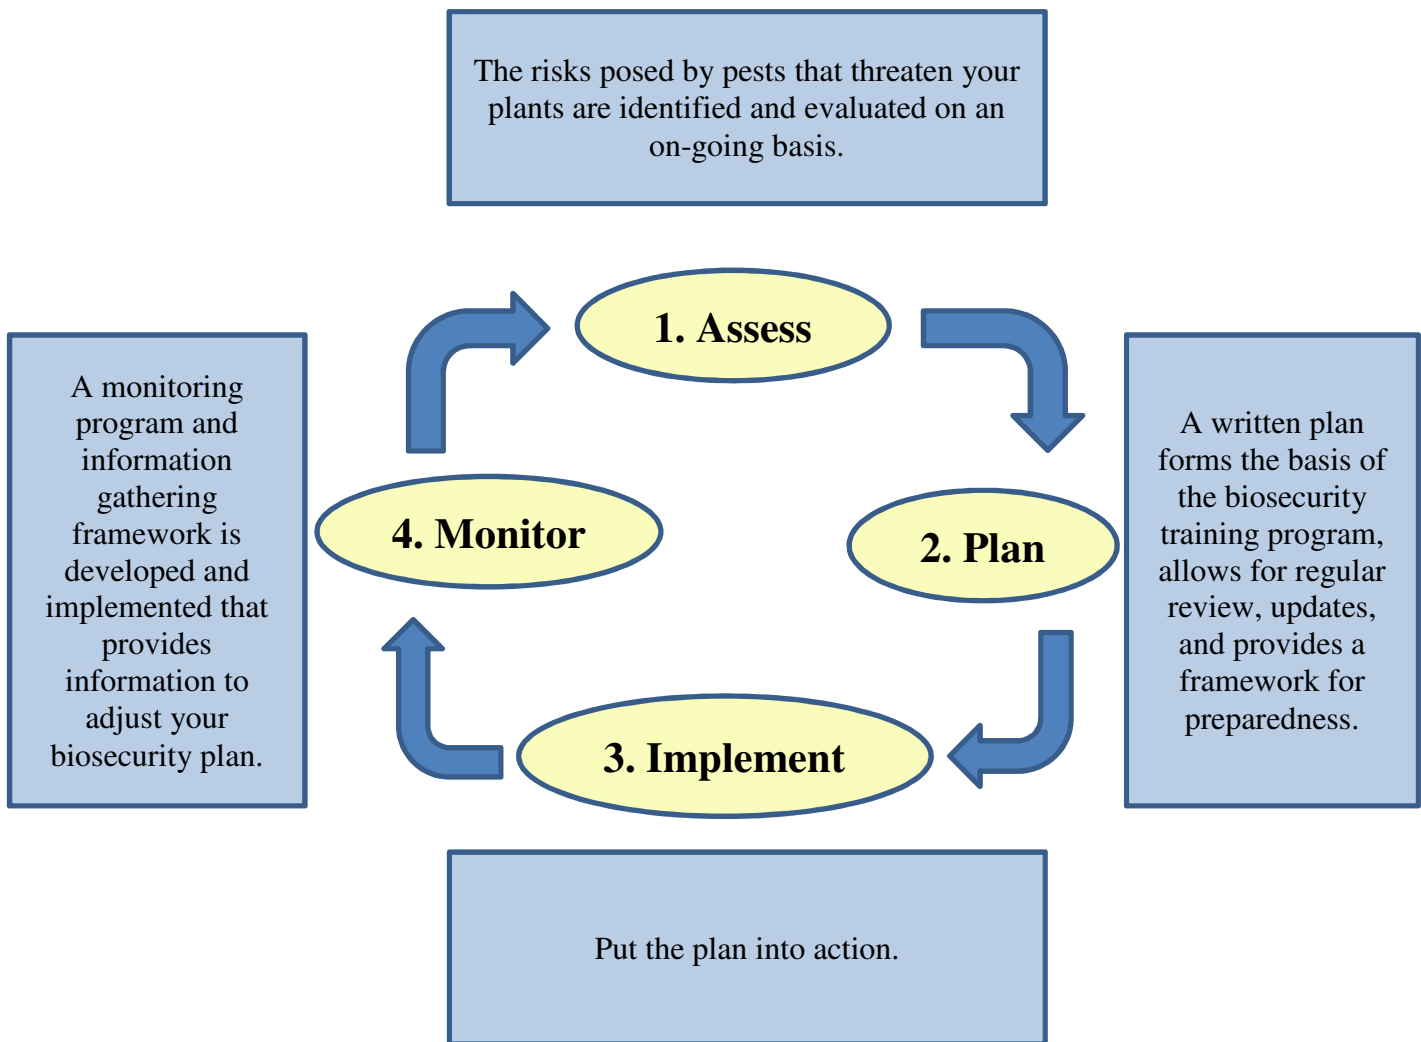 The risks posed by pests that threaten your
plants are identified and evaluated on an
on-going basis.
1. Assess
A monitoring
program and
information
gathering
framework is
developed and
implemented that
provides
information to
adjust your
biosecurity plan.
4. Monitor
2. Plan
A written plan
forms the basis of
the biosecurity
training program,
allows for regular
review, updates,
and provides a
framework for
preparedness.
3. Implement
Put the plan into action.